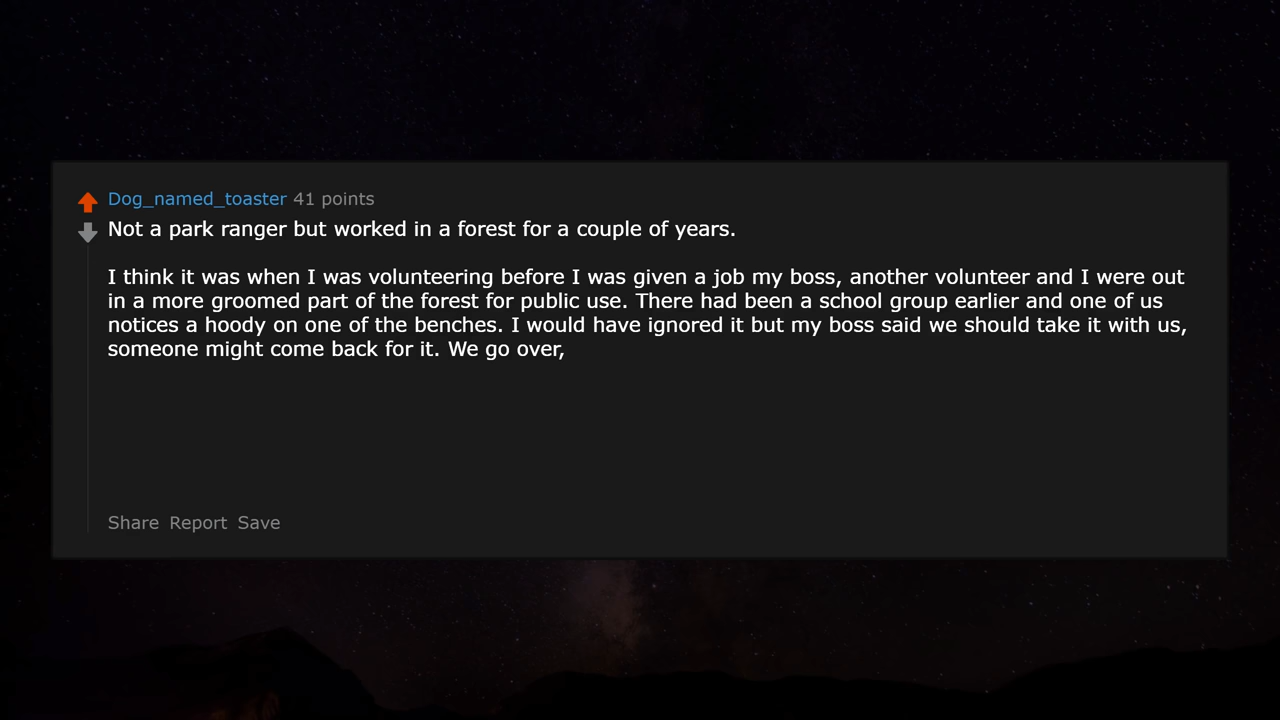 Dog_named_toaster 41 points
Not a park ranger but worked in a forest for a couple of years.
I think it was when I was volunteering before I was given a job my boss, another volunteer and I were out
in a more groomed part of the forest for public use. There had been a school group earlier and one of us
notices a hoody on one of the benches. I would have ignored it but my boss said we should take it with us,
someone might come back for it. We go over,
Share Report Save